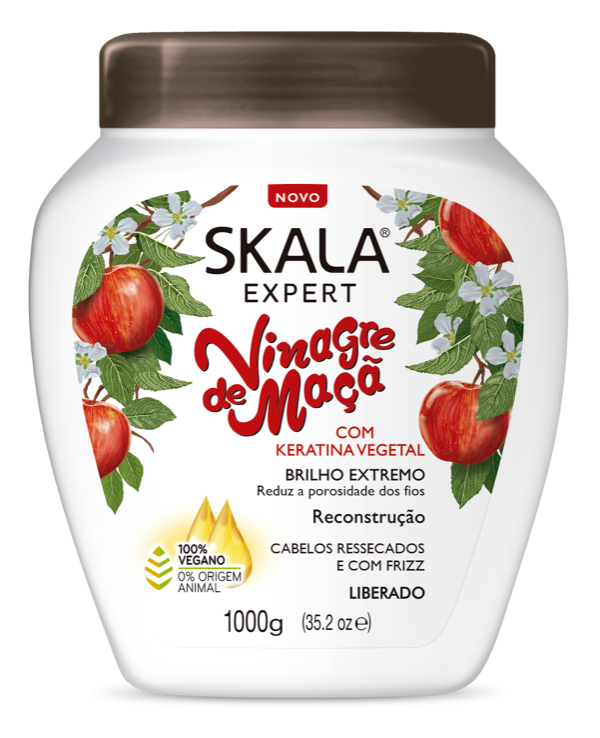 NOVO
SKALA®
EXPERT
Vinagre
de Maçã
COM
KERATINA VEGETAL
BRILHO EXTREMO
Reduz a porosidade dos fios
Reconstrução
CABELOS RESSECADOS
E COM FRIZZ
LIBERADO
100%
VEGANO
0% ORIGEM
ANIMAL
1000g (35.2 oz ℮)